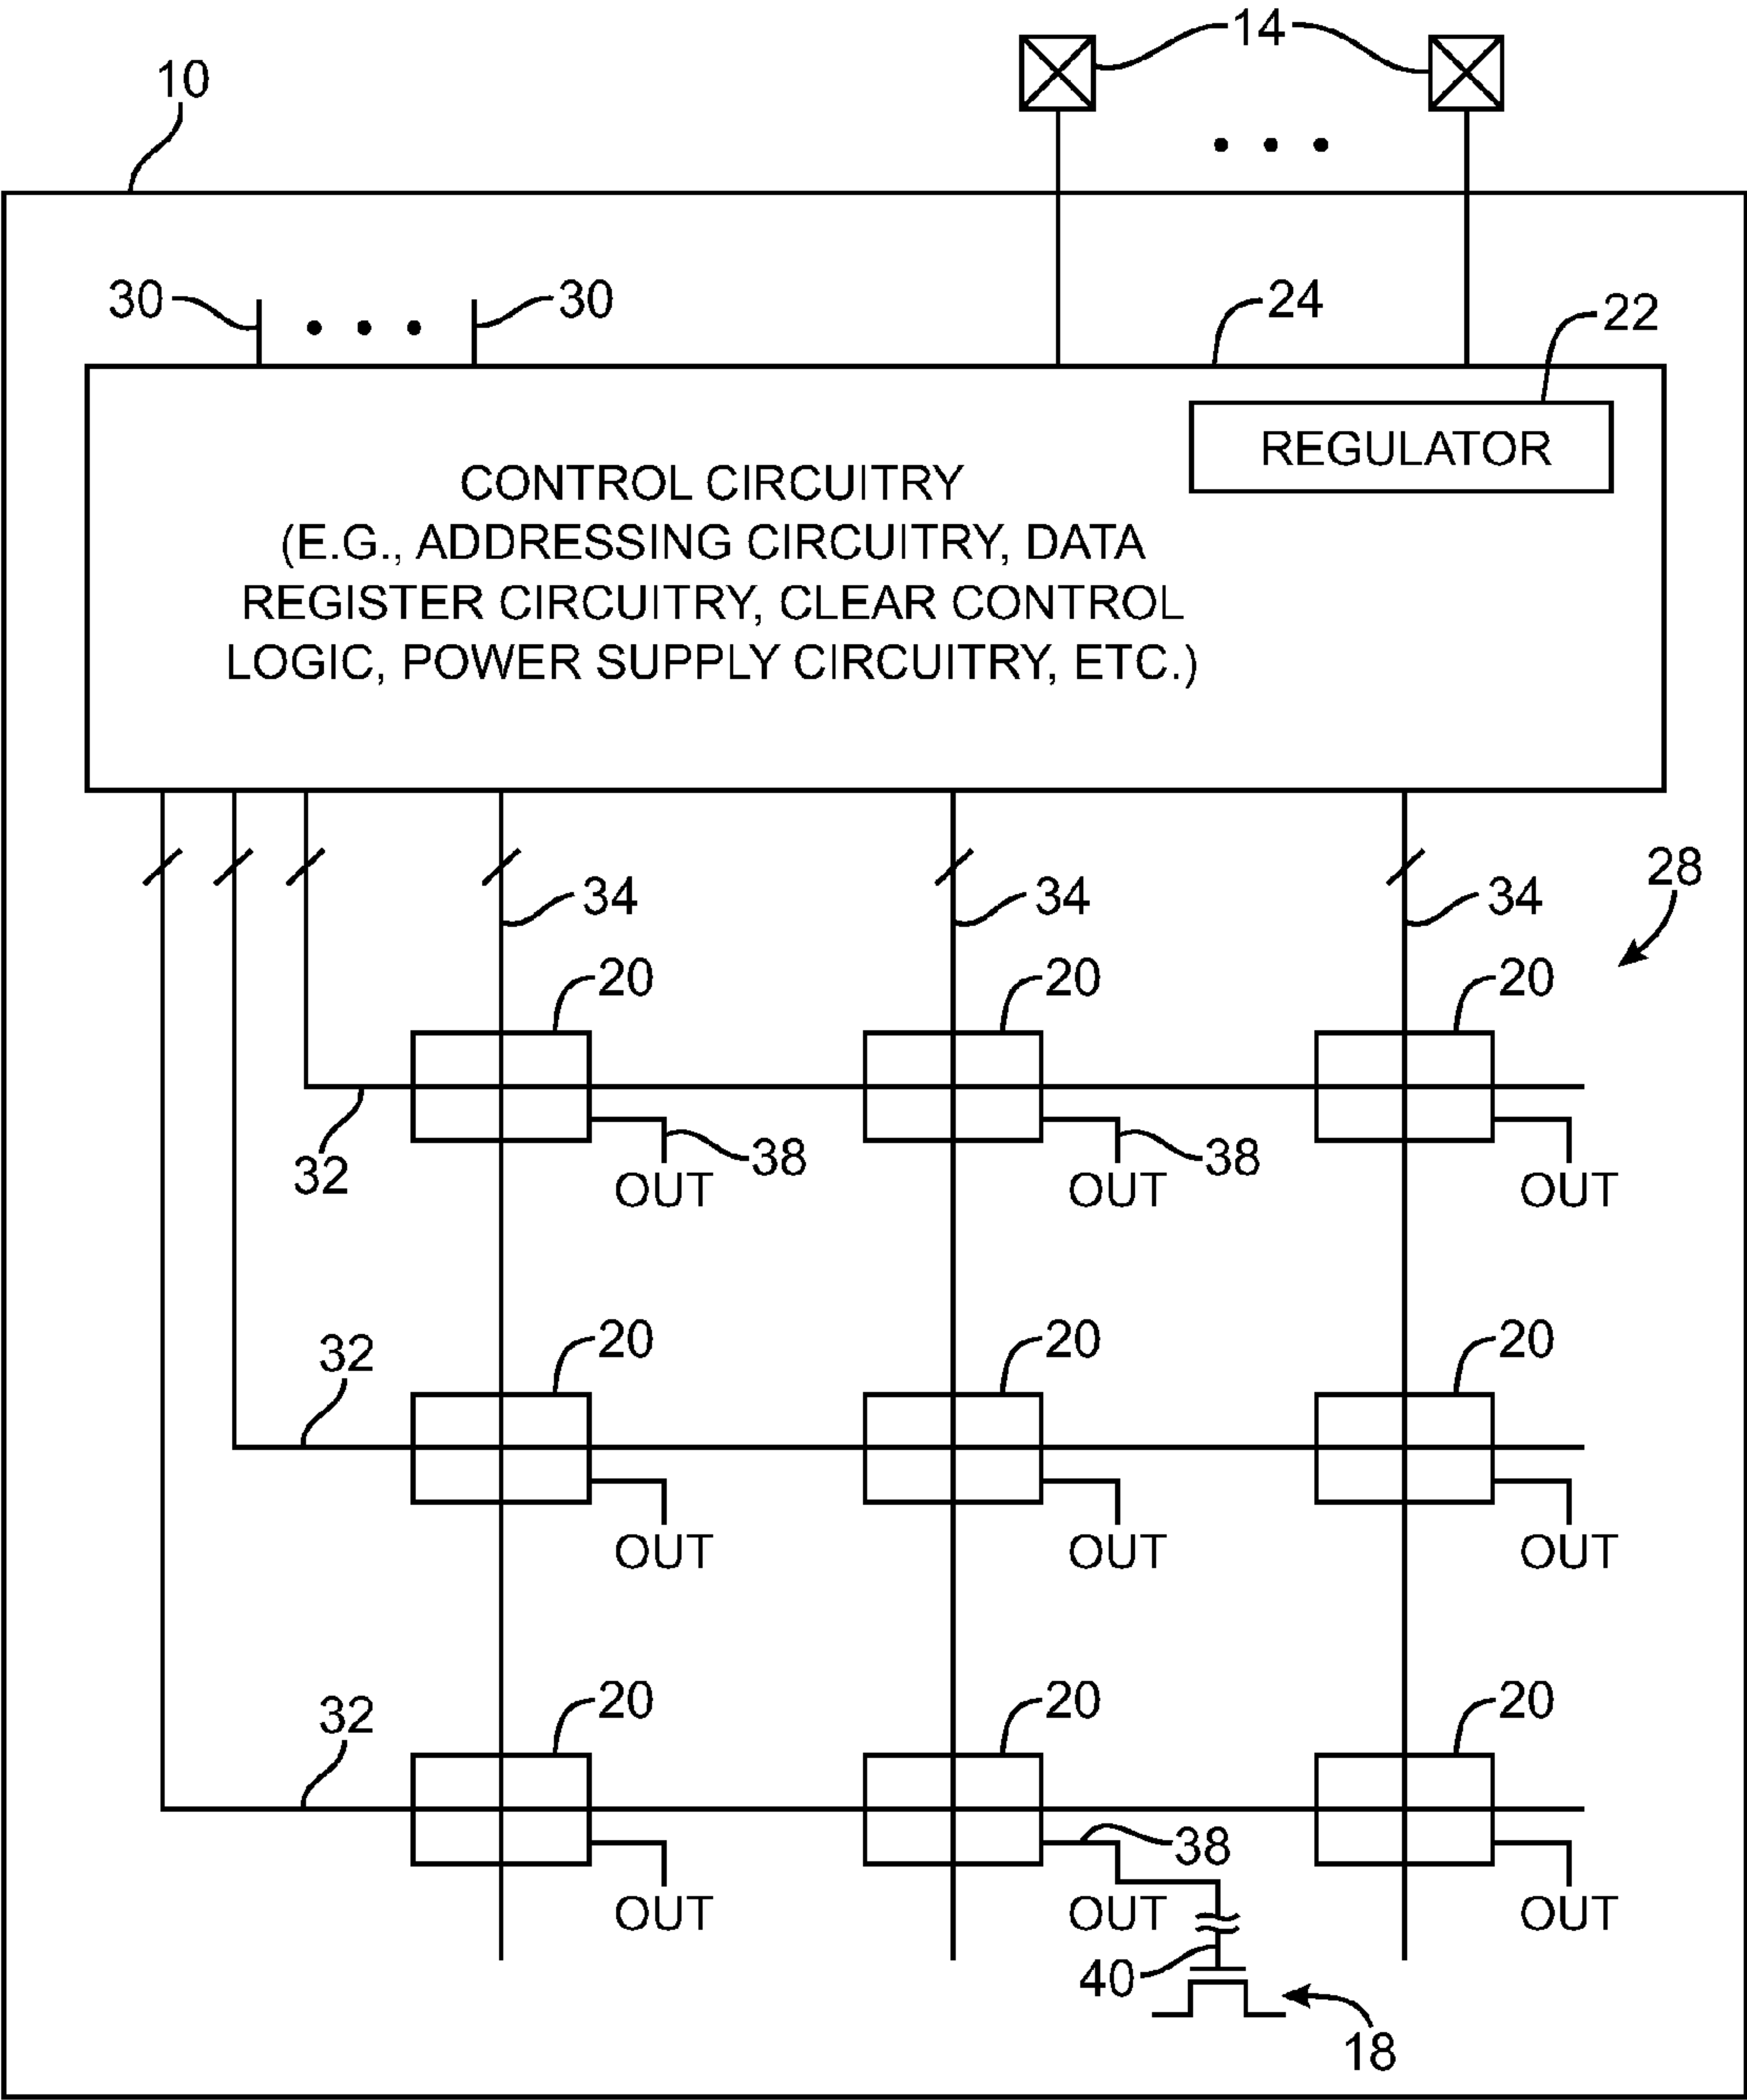 14
10
30
30
24
22
REGULATOR
CONTROL CIRCUITRY
(E.G., ADDRESSING CIRCUITRY, DATA
REGISTER CIRCUITRY, CLEAR CONTROL
LOGIC, POWER SUPPLY CIRCUITRY, ETC.)
34
34
34
28
20
20
20
32
38
38
OUT
OUT
OUT
32
20
20
20
OUT
OUT
OUT
32
20
20
20
38
OUT
OUT
OUT
40
18